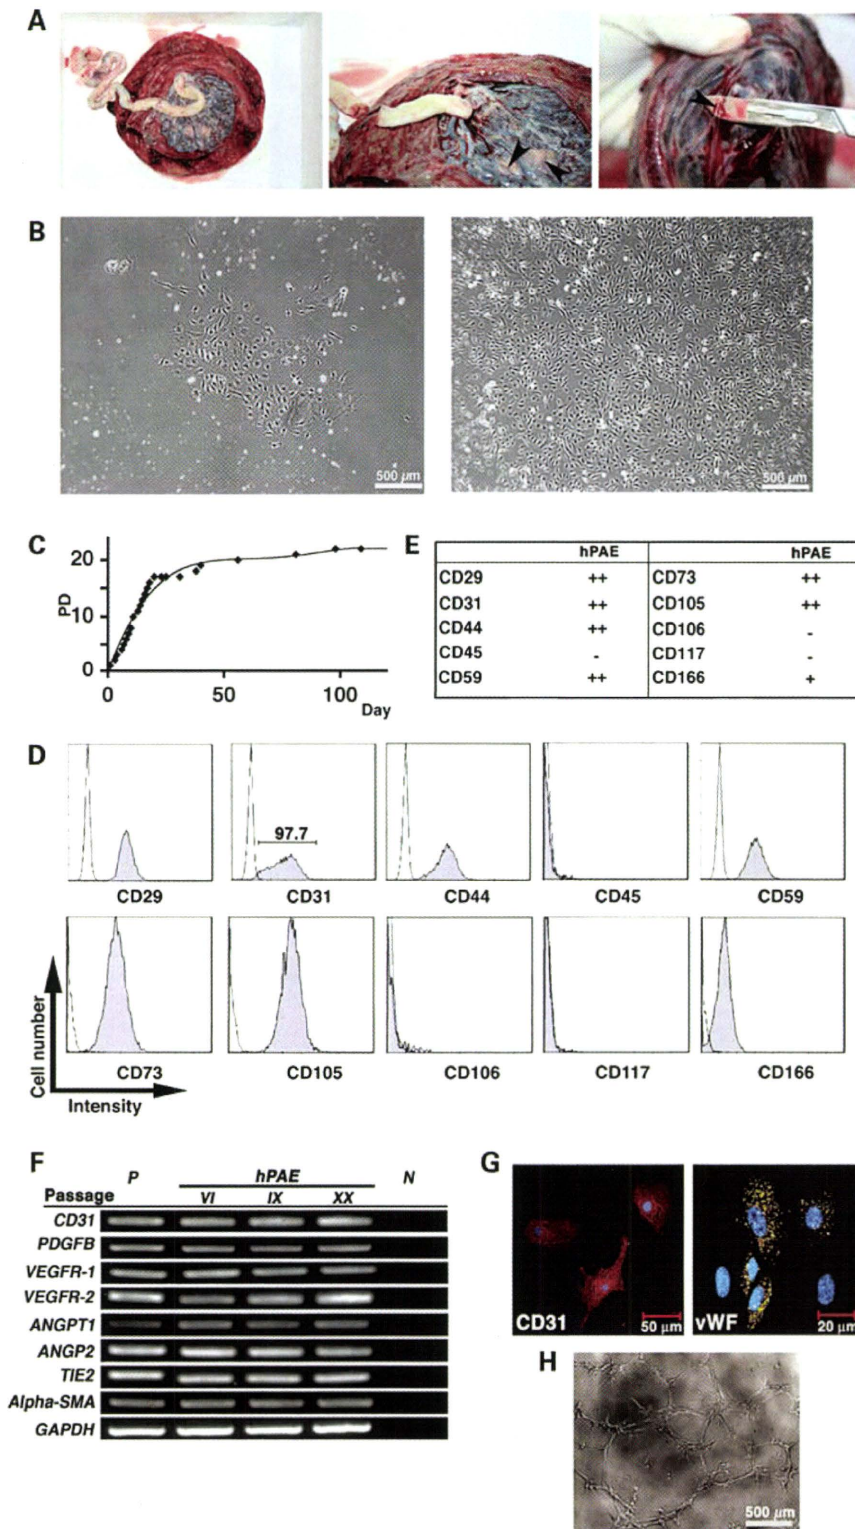 A
B
500 µm
500 µm
C
20
10
0
PD
0
50
100
Day
E
hPAE hPAE
CD29 ++ CD73 ++
CD31 ++ CD105 ++
CD44 ++ CD106 -
CD45 - CD117 -
CD59 ++ CD166 +
D
97.7
CD29 CD31 CD44 CD45 CD59
CD73 CD105 CD106 CD117 CD166
Cell number
Intensity
F
P hPAE N
Passage VI IX XX
CD31
PDGFB
VEGFR-1
VEGFR-2
ANGPT1
ANGP2
TIE2
Alpha-SMA
GAPDH
G
CD31 50 µm
vWF 20 µm
H
500 µm